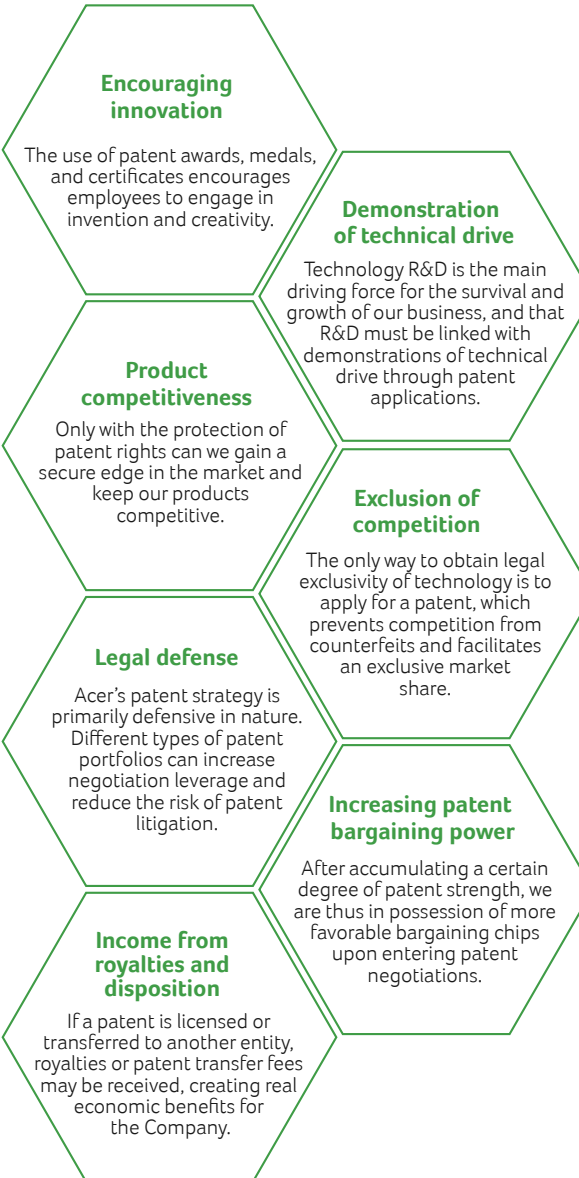 Encouraging
innovation
The use of patent awards, medals,
and certificates encourages
employees to engage in
invention and creativity.
Demonstration
of technical drive
Technology R&D is the main
driving force for the survival and
growth of our business, and that
R&D must be linked with
demonstrations of technical
drive through patent
applications.
Product
competitiveness
Only with the protection of
patent rights can we gain a
secure edge in the market and
keep our products
competitive.
Exclusion of
competition
The only way to obtain legal
exclusivity of technology is to
apply for a patent, which
prevents competition from
counterfeits and facilitates
an exclusive market
share.
Legal defense
Acer's patent strategy is
primarily defensive in nature.
Different types of patent
portfolios can increase
negotiation leverage and
reduce the risk of patent
litigation.
Increasing patent
bargaining power
After accumulating a certain
degree of patent strength, we
are thus in possession of more
favorable bargaining chips
upon entering patent
negotiations.
Income from
royalties and
disposition
If a patent is licensed or
transferred to another entity,
royalties or patent transfer fees
may be received, creating real
economic benefits for
the Company.